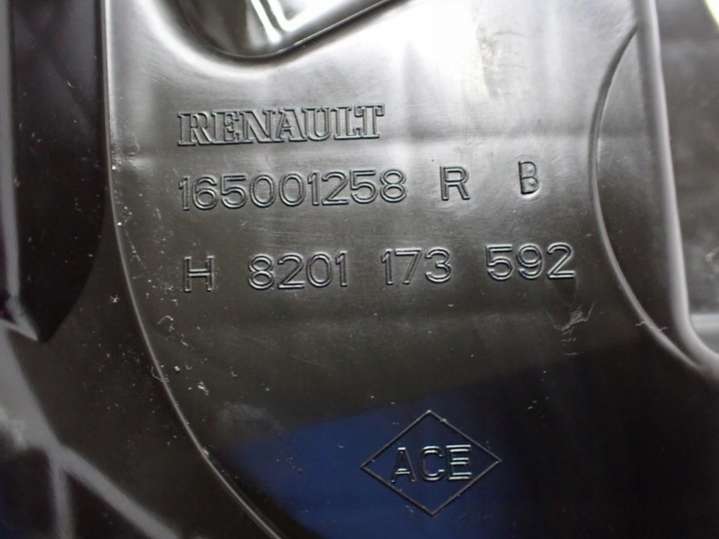 RENAULT
165001258 R B
H 8201 173 592
ACE